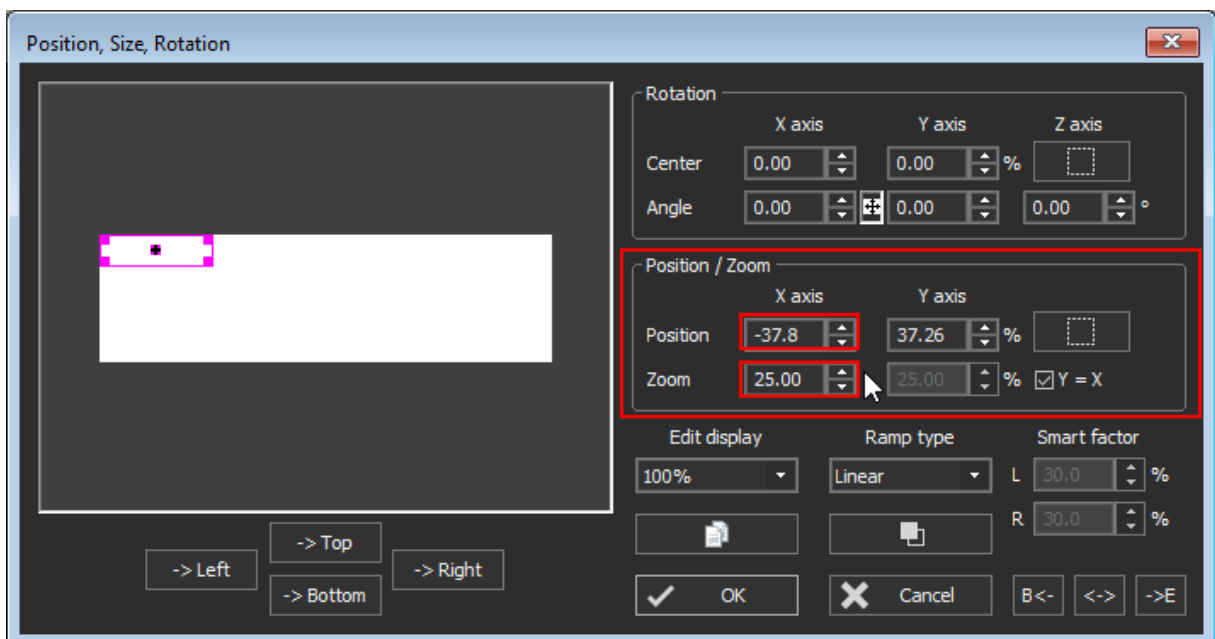 Position, Size, Rotation
Rotation
X axis Y axis Z axis
Center 0.00 0.00 %
Angle 0.00 0.00 0.00 °
Position / Zoom
X axis Y axis
Position -37.8 37.26 %
Zoom 25.00 25.00 % Y = X
Edit display Ramp type Smart factor
100% Linear L 30.0 %
R 30.0 %
-> Top
-> Left -> Right
-> Bottom
OK Cancel B<- <-> ->E